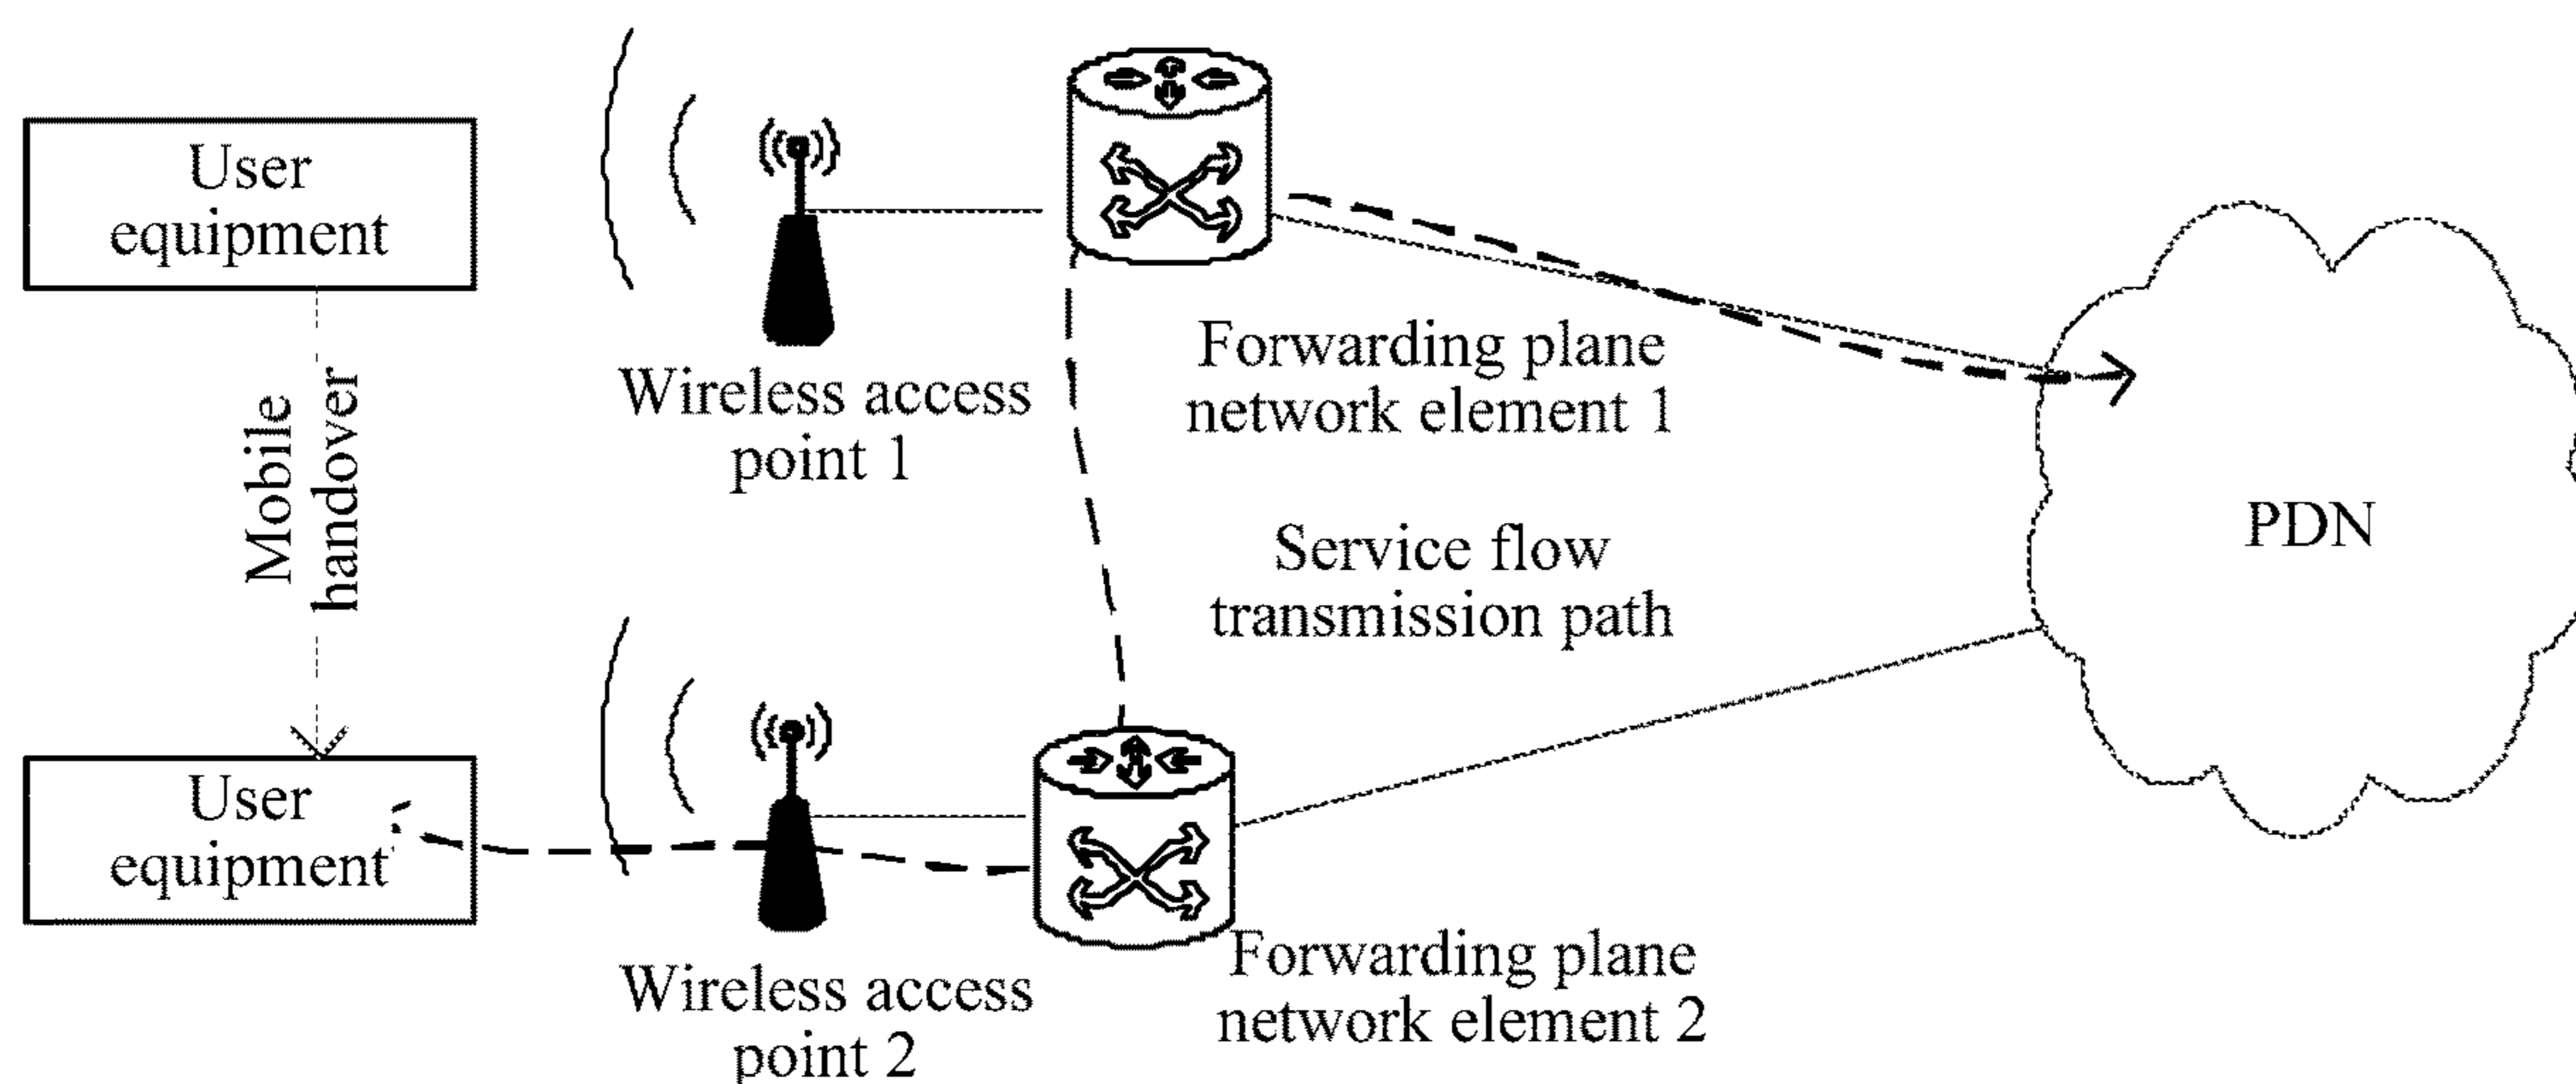 User
equipment
Wireless access
point 1
Forwarding plane
network element 1
Mobile
handover
Service flow
transmission path
PDN
User
equipment
Wireless access
point 2
Forwarding plane
network element 2